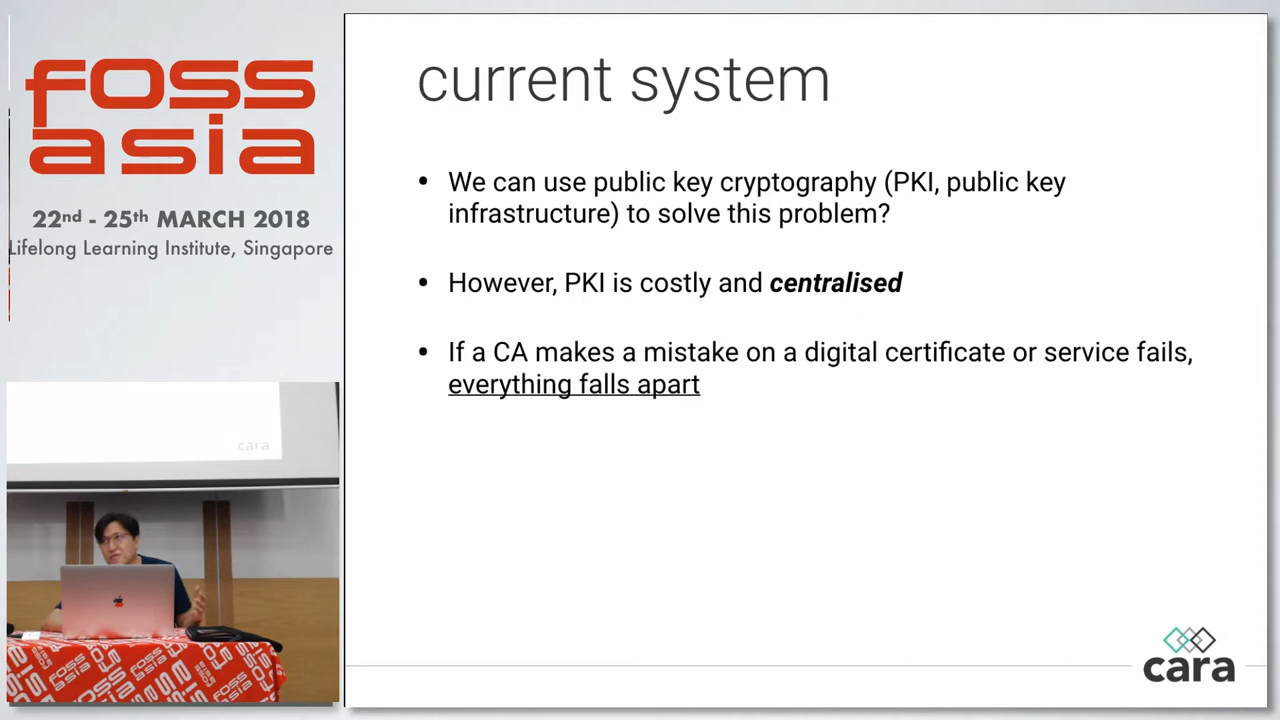 foss
asia
22nd - 25th MARCH 2018
Lifelong Learning Institute, Singapore
current system
• We can use public key cryptography (PKI, public key
infrastructure) to solve this problem?
• However, PKI is costly and centralised
• If a CA makes a mistake on a digital certificate or service fails,
everything falls apart
cara
cara